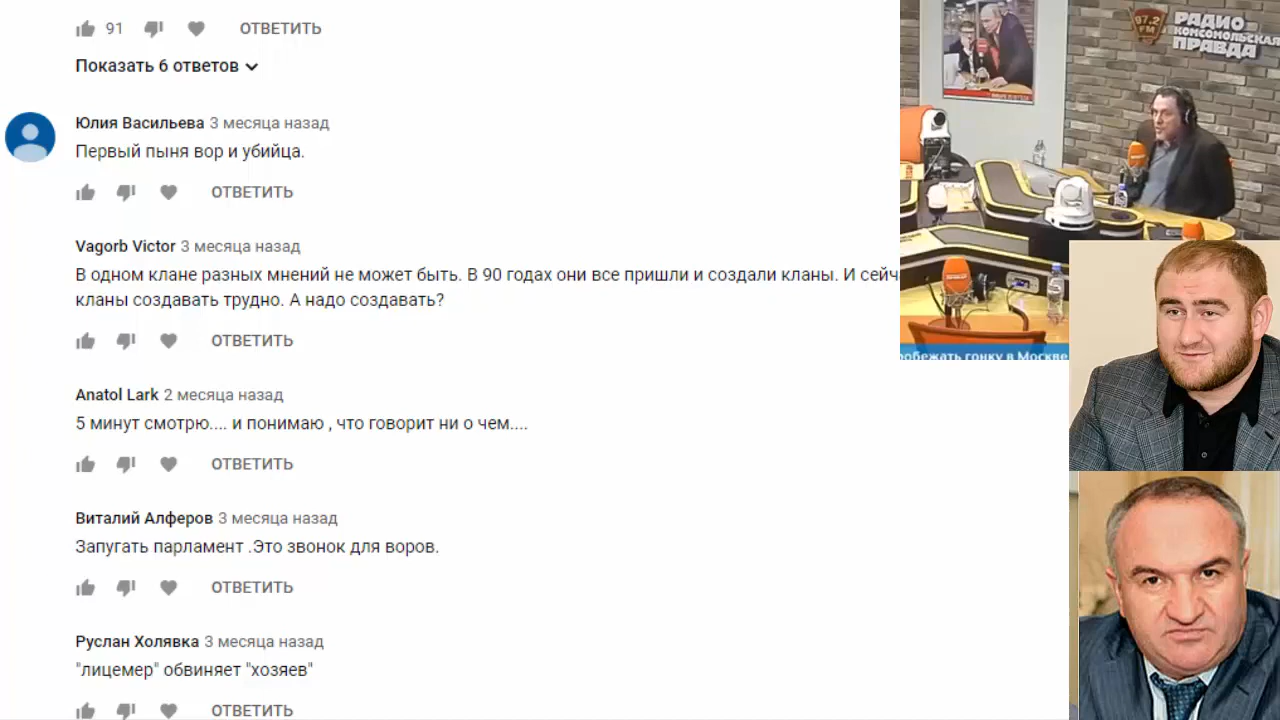 91 ОТВЕТИТЬ
Показать 6 ответов
Юлия Васильева 3 месяца назад
Первый пыня вор и убийца.
ОТВЕТИТЬ
Vagorb Victor 3 месяца назад
В одном клане разных мнений не может быть. В 90 годах они все пришли и создали кланы. И сейч
кланы создавать трудно. А надо создавать?
ОТВЕТИТЬ
Anatol Lark 2 месяца назад
5 минут смотрю.... и понимаю , что говорит ни о чем....
ОТВЕТИТЬ
Виталий Алферов 3 месяца назад
Запугать парламент .Это звонок для воров.
ОТВЕТИТЬ
Руслан Холявка 3 месяца назад
"лицемер" обвиняет "хозяев"
ОТВЕТИТЬ
97.2
FM
РАДИО
КОМСОМОЛЬСКАЯ
ПРАВДА
робежать гонку в Москве